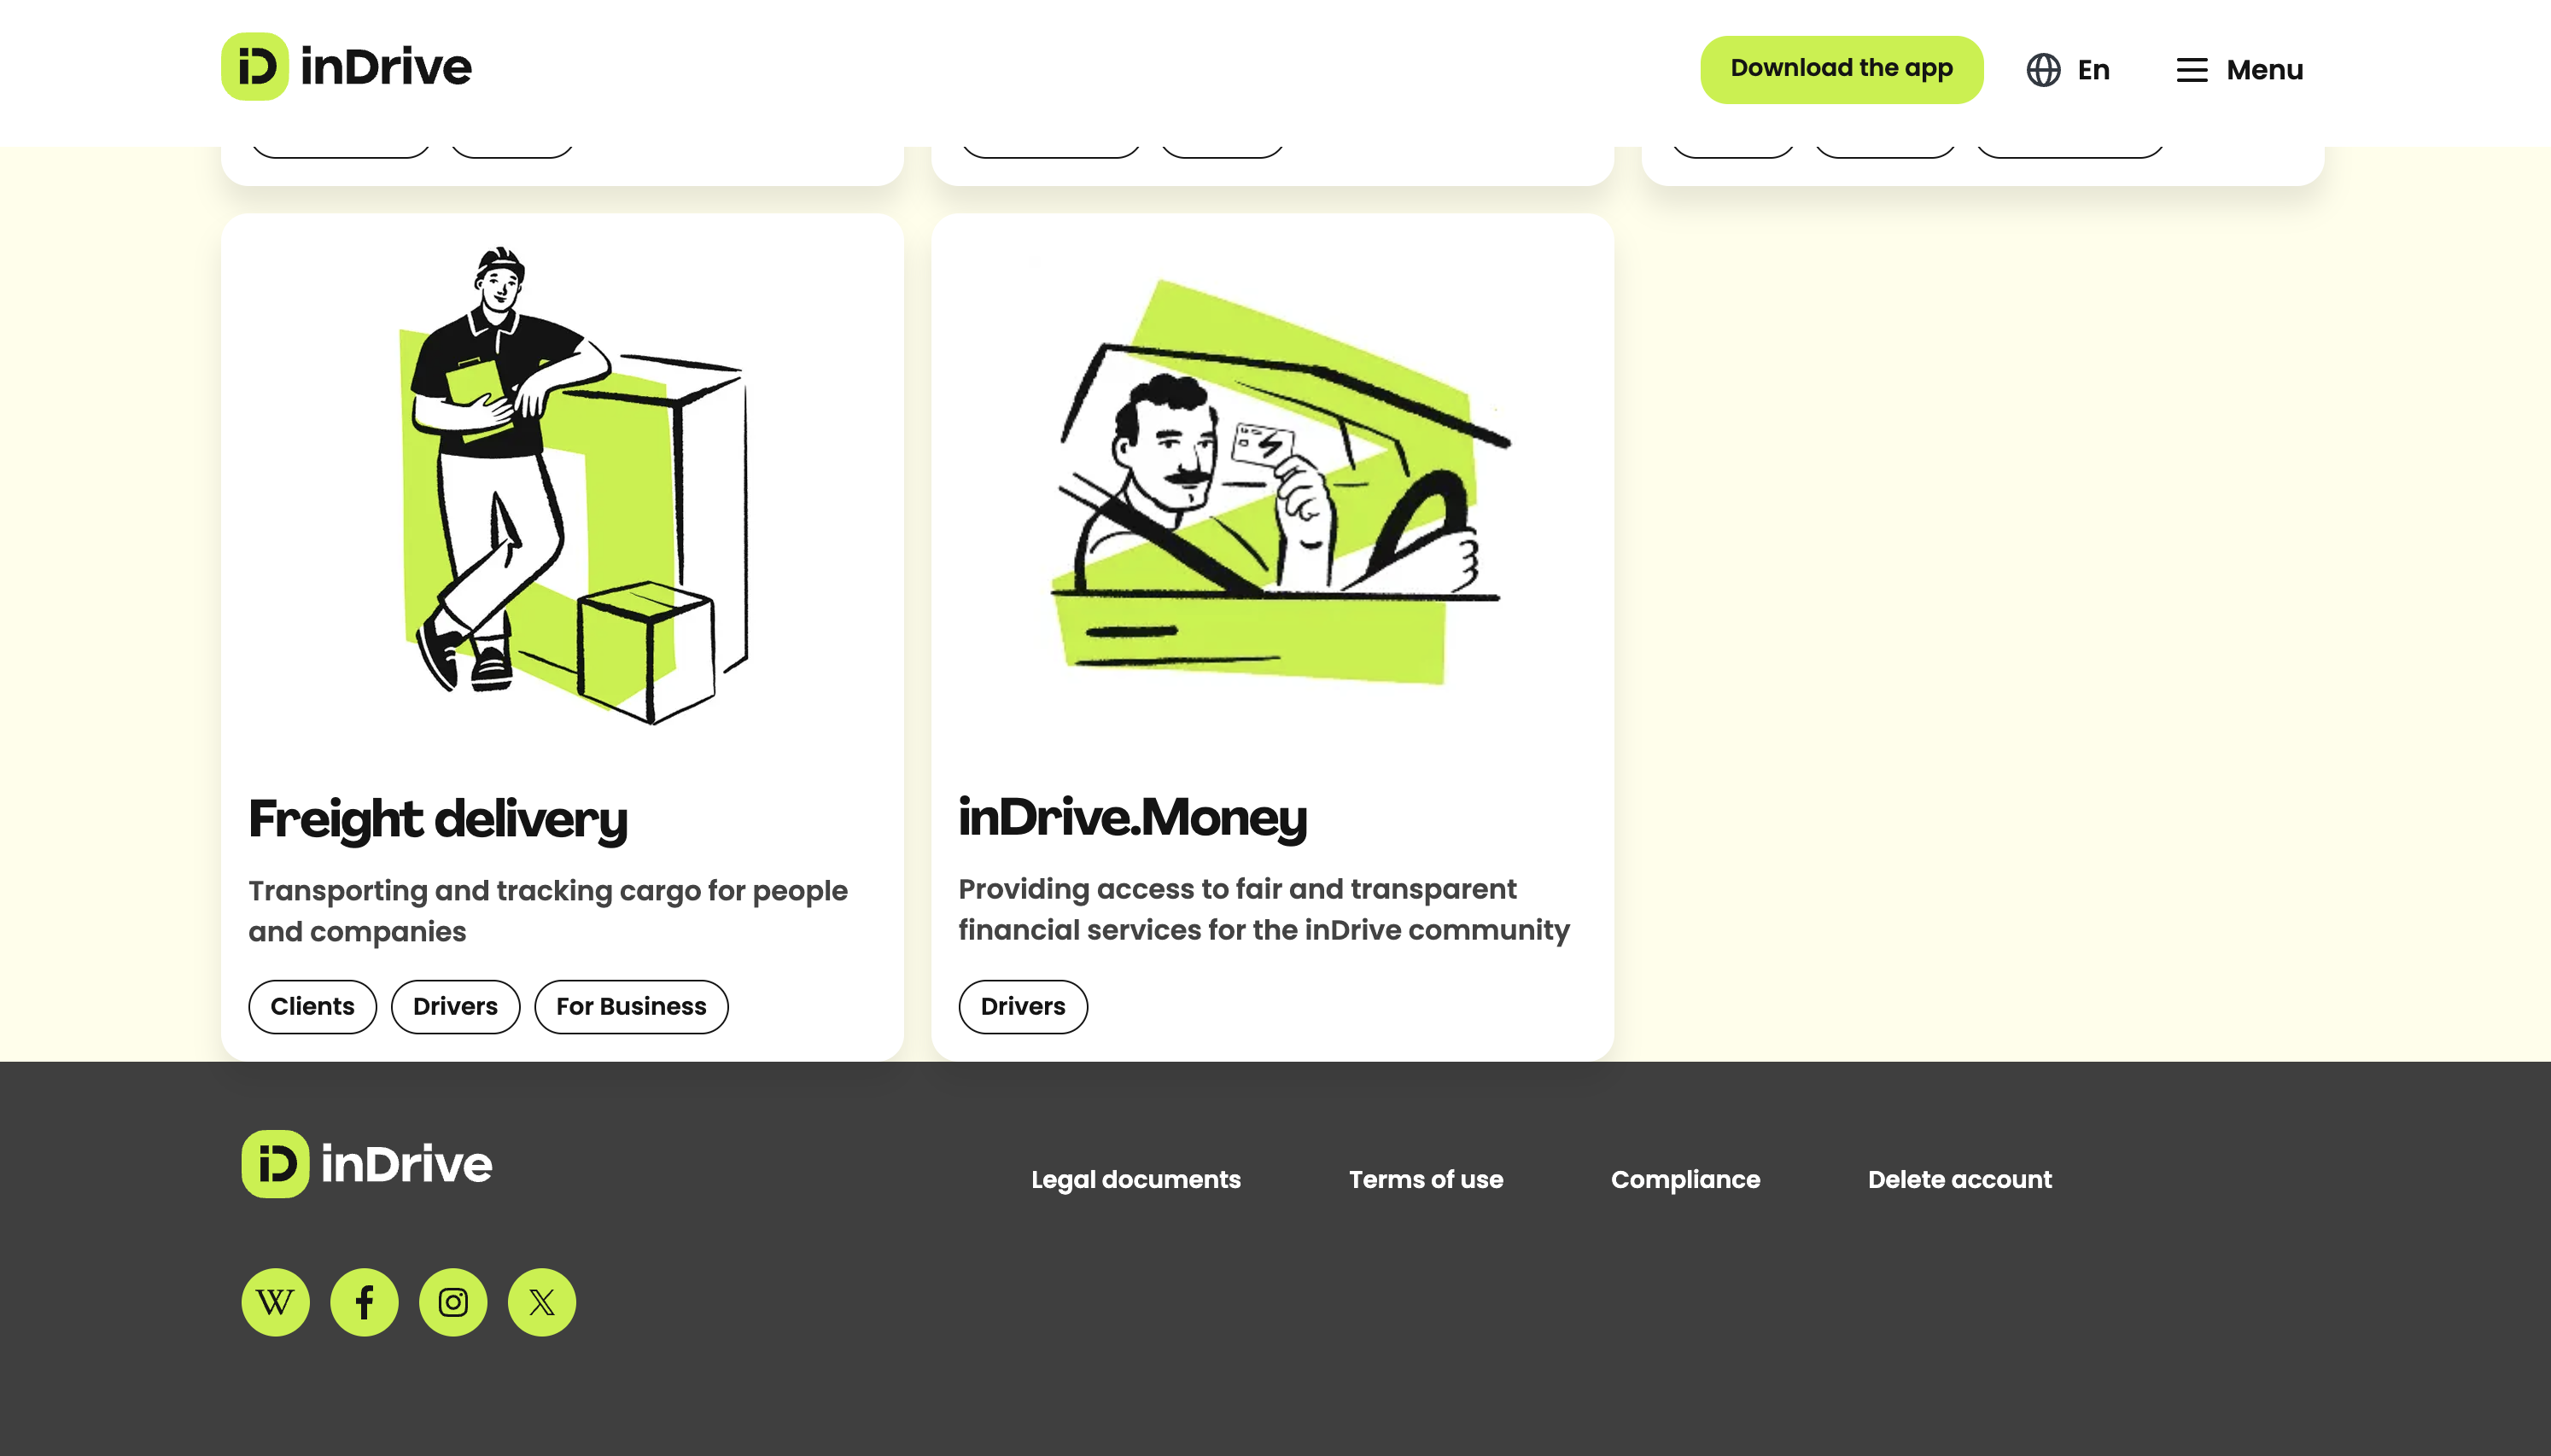 iD inDrive
Download the app
En
Menu
Freight delivery
Transporting and tracking cargo for people
and companies
Clients
Drivers
For Business
inDrive.Money
Providing access to fair and transparent
financial services for the inDrive community
Drivers
iD inDrive
Legal documents
Terms of use
Compliance
Delete account
W
f
X